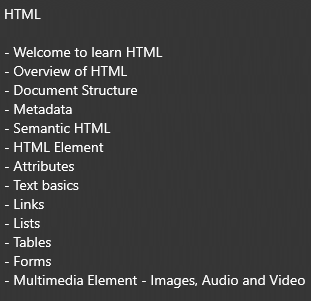 HTML
- Welcome to learn HTML
- Overview of HTML
- Document Structure
- Metadata
- Semantic HTML
- HTML Element
- Attributes
- Text basics
- Links
- Lists
- Tables
- Forms
- Multimedia Element - Images, Audio and Video